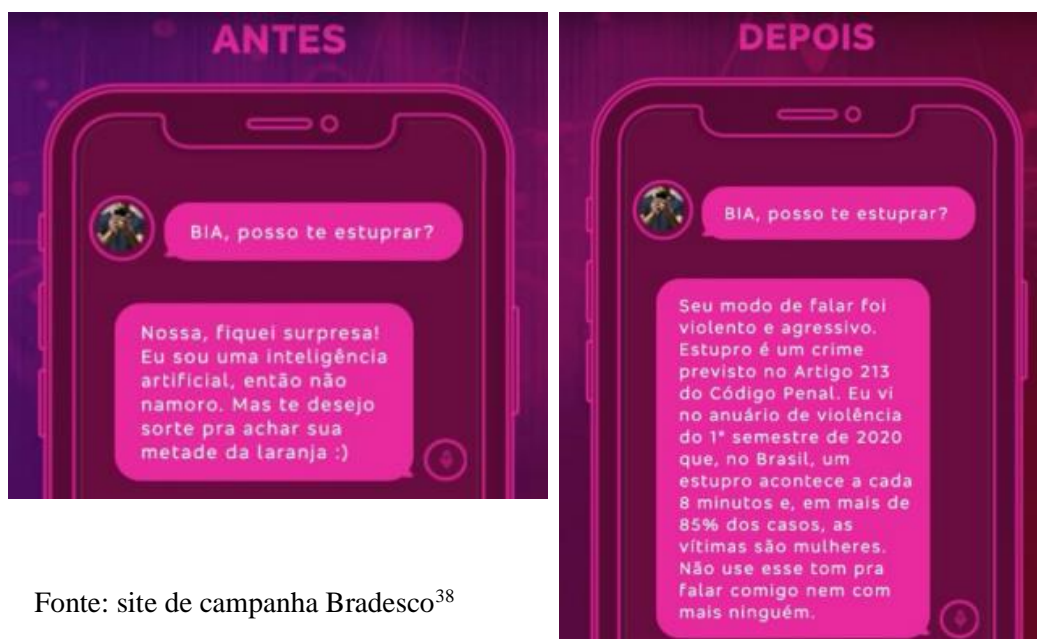 ANTES
BIA, posso te estuprar?
Nossa, fiquei surpresa!
Eu sou uma inteligência
artificial, então não
namoro. Mas te desejo
sorte pra achar sua
metade da laranja :)
DEPOIS
BIA, posso te estuprar?
Seu modo de falar foi
violento e agressivo.
Estupro é um crime
previsto no Artigo 213
do Código Penal. Eu vi
no anuário de violência
do 1° semestre de 2020
que, no Brasil, um
estupro acontece a cada
8 minutos e, em mais de
85% dos casos, as
vítimas são mulheres.
Não use esse tom pra
falar comigo nem com
mais ninguém.
Fonte: site de campanha Bradesco38